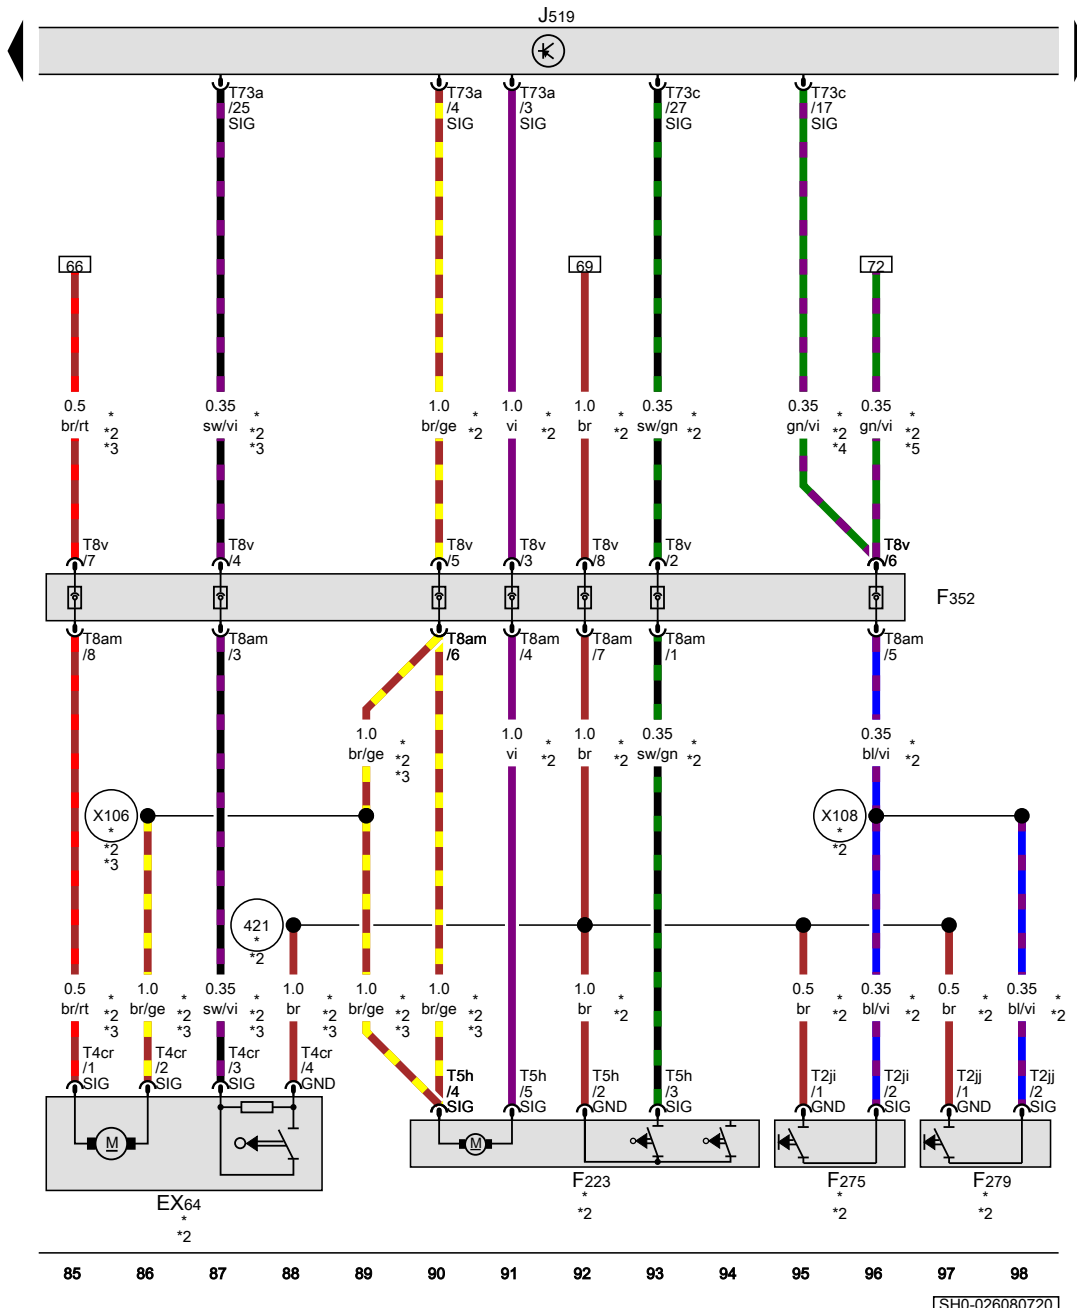 J519
T73a
/25
SIG
T73a
/4
SIG
T73a
/3
SIG
T73c
/27
SIG
T73c
/17
SIG
66
69
72
0.5
br/rt
*
*2
*3
0.35
sw/vi
*
*2
*3
1.0
br/ge
*
*2
1.0
vi
*
*2
1.0
br
*
*2
0.35
sw/gn
*
*2
0.35
gn/vi
*
*2
*4
0.35
gn/vi
*
*2
*5
T8v
/7
T8v
/4
T8v
/5
T8v
/3
T8v
/8
T8v
/2
T8v
/6
F352
T8am
/8
T8am
/3
T8am
/6
T8am
/4
T8am
/7
T8am
/1
T8am
/5
1.0
br/ge
*
*2
*3
1.0
vi
*
*2
1.0
br
*
*2
0.35
sw/gn
*
*2
0.35
bl/vi
*
*2
X106
*
*2
*3
X108
*
*2
421
*
*2
0.5
br/rt
*
*2
*3
1.0
br/ge
*
*2
*3
0.35
sw/vi
*
*2
*3
1.0
br
*
*2
*3
1.0
br/ge
*
*2
*3
1.0
br/ge
*
*2
*3
1.0
br
*
*2
0.5
br
*
*2
0.35
bl/vi
*
*2
0.5
br
*
*2
0.35
bl/vi
*
*2
T4cr
/1
SIG
T4cr
/2
SIG
T4cr
/3
SIG
T4cr
/4
GND
T5h
/4
SIG
T5h
/5
SIG
T5h
/2
GND
T5h
/3
SIG
T2ji
/1
GND
T2ji
/2
SIG
T2jj
/1
GND
T2jj
/2
SIG
M
M
EX64
*
*2
F223
*
*2
F275
*
*2
F279
*
*2
85 86 87 88 89 90 91 92 93 94 95 96 97 98
SH0-026080720